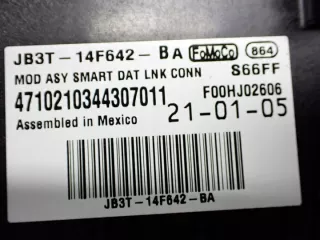 JB3T-14F642-BA FoMoCo 864
MOD ASY SMART DAT LNK CONN S66FF
4710210344307011 F00HJ02606
Assembled in Mexico 21-01-05
JB3T-14F642-BA